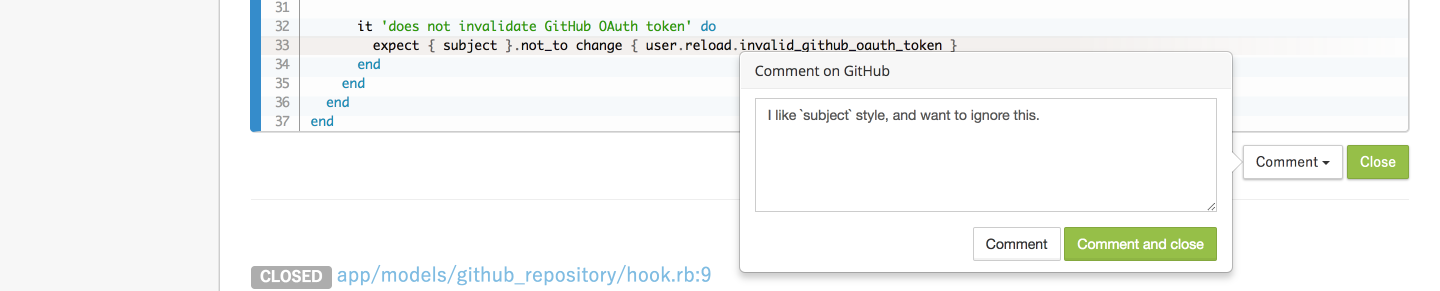 31
32 it 'does not invalidate GitHub OAuth token' do
33 expect { subject }.not_to change { user.reload.invalid_github_oauth_token }
34 end
35 end
36 end
37 end
Comment on GitHub
I like `subject` style, and want to ignore this.
Comment Close
Comment Comment and close
CLOSED app/models/github_repository/hook.rb:9